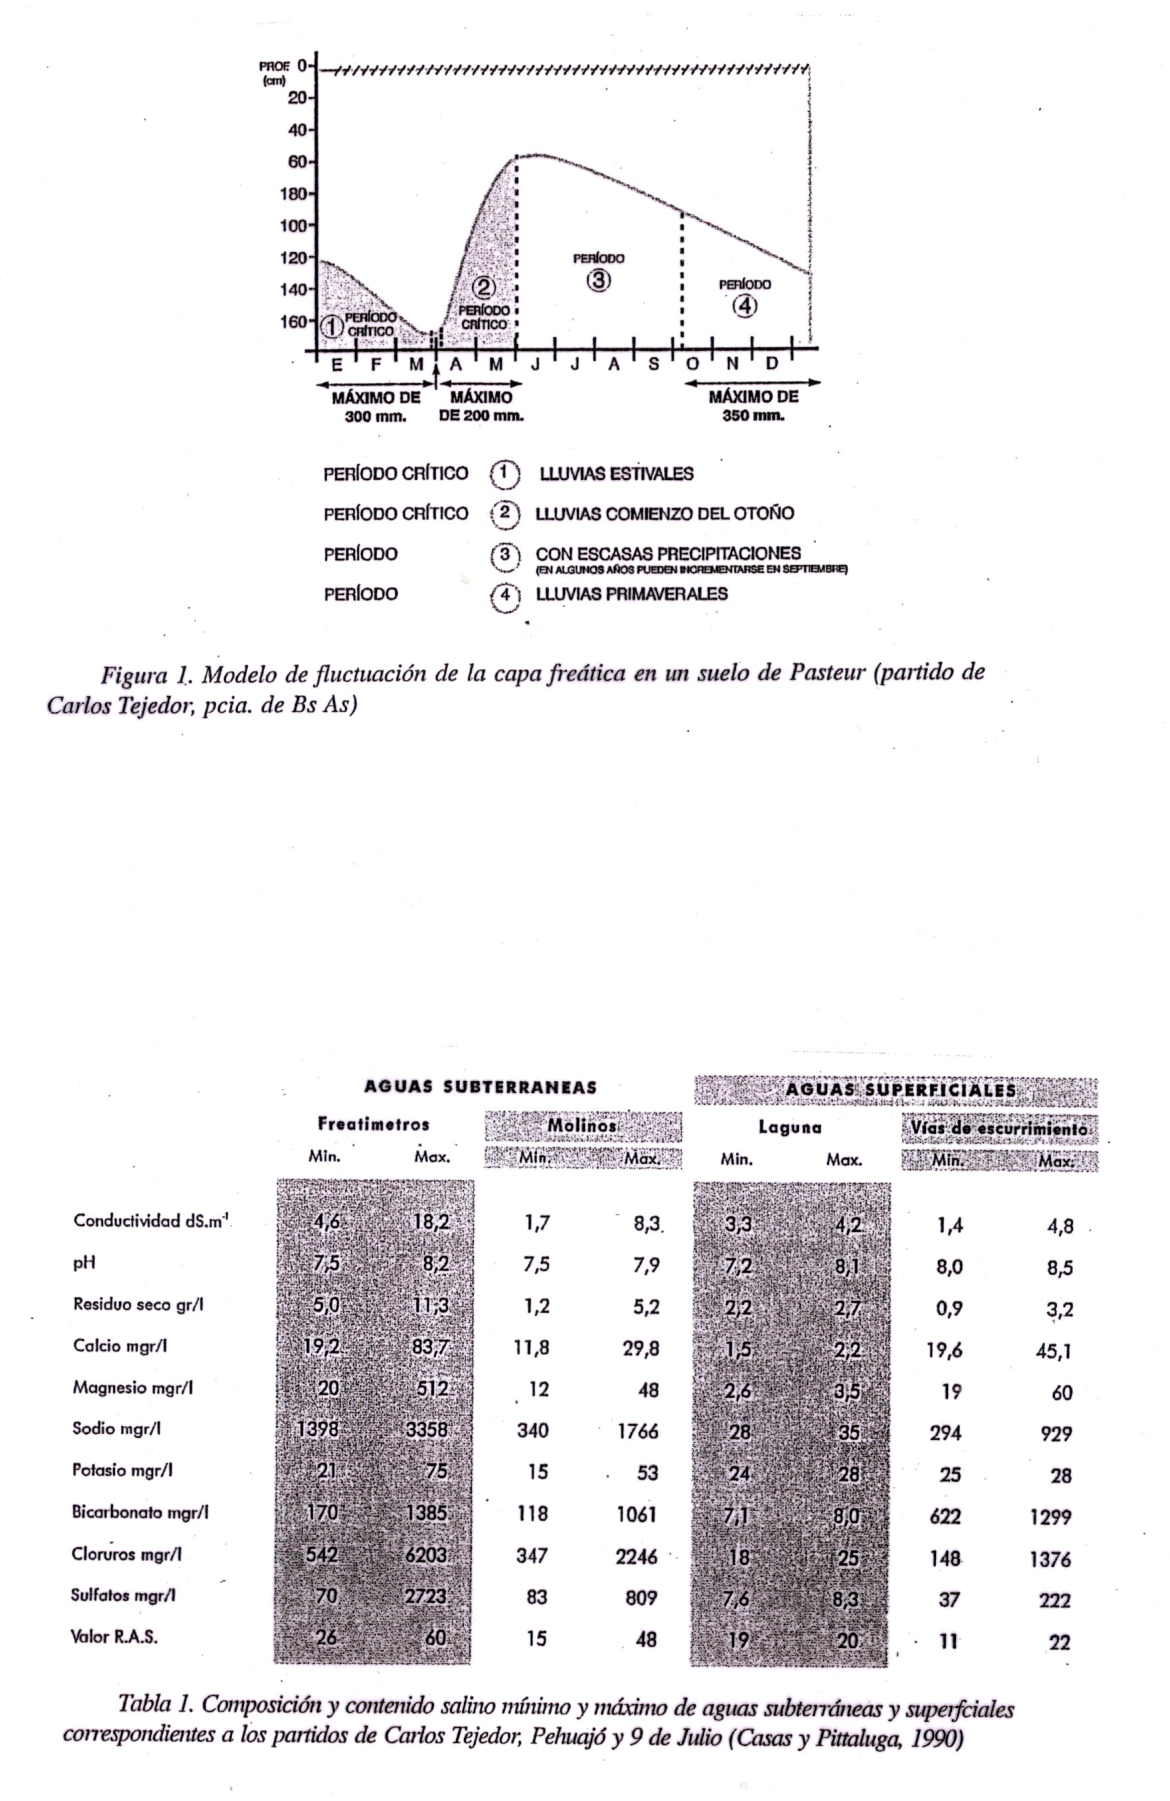 PROF. 0
(cm)
20
40
60
180
100
120
140
160
PERÍODO
③
PERÍODO
④
②
PERÍODO
CRÍTICO
① PERÍODO
CRÍTICO
E F M A M J J A S O N D
MÁXIMO DE
300 mm.
MÁXIMO
DE 200 mm.
MÁXIMO DE
350 mm.
PERÍODO CRÍTICO ① LLUVIAS ESTIVALES
PERÍODO CRÍTICO ② LLUVIAS COMIENZO DEL OTOÑO
PERÍODO ③ CON ESCASAS PRECIPITACIONES
(EN ALGUNOS AÑOS PUEDEN INCREMENTARSE EN SEPTIEMBRE)
PERÍODO ④ LLUVIAS PRIMAVERALES
Figura 1. Modelo de fluctuación de la capa freática en un suelo de Pasteur (partido de
Carlos Tejedor, pcia. de Bs As)
AGUAS SUBTERRANEAS AGUAS SUPERFICIALES
Freatimetros Molinos Laguna Vías de escurrimiento
Min. Max. Min. Max. Min. Max. Min. Max.
Conductividad dS.m⁻¹ 4,6 18,2 1,7 8,3 3,3 4,2 1,4 4,8
pH 7,5 8,2 7,5 7,9 7,2 8,1 8,0 8,5
Residuo seco gr/l 5,0 11,3 1,2 5,2 2,2 2,7 0,9 3,2
Calcio mgr/l 19,2 83,7 11,8 29,8 1,5 2,2 19,6 45,1
Magnesio mgr/l 20 512 12 48 2,6 3,5 19 60
Sodio mgr/l 1398 3358 340 1766 28 35 294 929
Potasio mgr/l 21 75 15 53 24 28 25 28
Bicarbonato mgr/l 170 1385 118 1061 7,1 8,0 622 1299
Cloruros mgr/l 542 6203 347 2246 18 25 148 1376
Sulfatos mgr/l 70 2723 83 809 7,6 8,3 37 222
Valor R.A.S. 26 60 15 48 19 20 11 22
Tabla 1. Composición y contenido salino mínimo y máximo de aguas subterráneas y superfciales
correspondientes a los partidos de Carlos Tejedor, Pehuajó y 9 de Julio (Casas y Pittaluga, 1990)